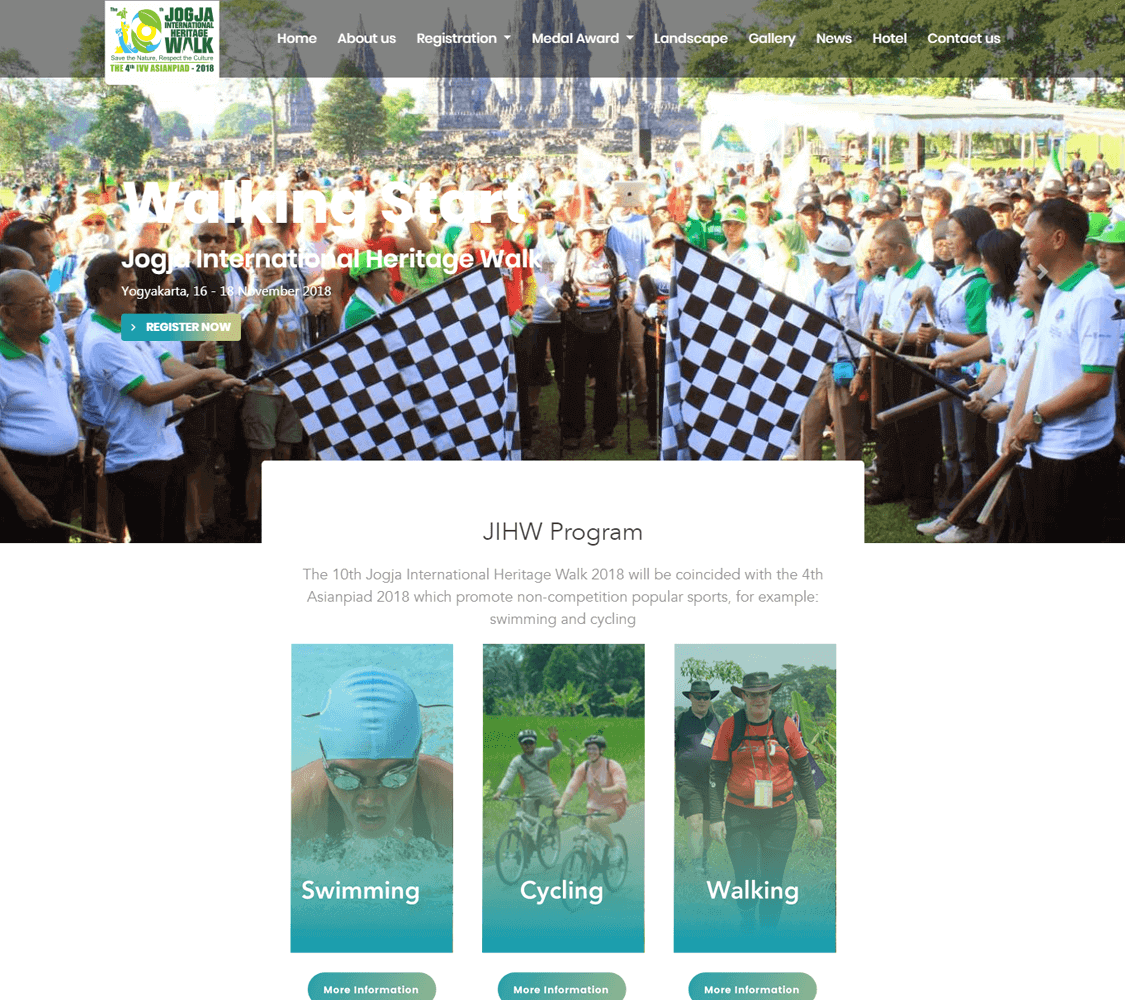 The 10th JOGJA
INTERNATIONAL
HERITAGE
WALK
Save the Nature, Respect the Culture
THE 4th IVV ASIANPIAD - 2018
Home About us Registration Medal Award Landscape Gallery News Hotel Contact us
Walking Start
Jogja International Heritage Walk
Yogyakarta, 16 - 18 November 2018
REGISTER NOW
JIHW Program
The 10th Jogja International Heritage Walk 2018 will be coincided with the 4th
Asianpiad 2018 which promote non-competition popular sports, for example:
swimming and cycling
Swimming Cycling Walking
More Information More Information More Information